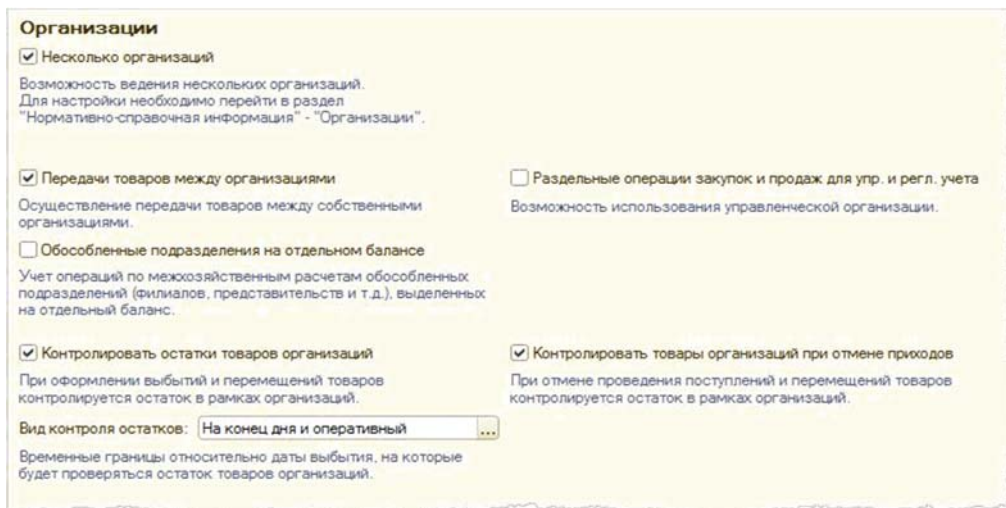 Организации
Несколько организаций
Возможность ведения нескольких организаций.
Для настройки необходимо перейти в раздел
"Нормативно-справочная информация" - "Организации".
Передачи товаров между организациями
Осуществление передачи товаров между собственными
организациями.
Раздельные операции закупок и продаж для упр. и регл. учета
Возможность использования управленческой организации.
Обособленные подразделения на отдельном балансе
Учет операций по межхозяйственным расчетам обособленных
подразделений (филиалов, представительств и т.д.), выделенных
на отдельный баланс.
Контролировать остатки товаров организаций
При оформлении выбытий и перемещений товаров
контролируется остаток в рамках организаций.
Контролировать товары организаций при отмене приходов
При отмене проведения поступлений и перемещений товаров
контролируется остаток в рамках организаций.
Вид контроля остатков: На конец дня и оперативный ...
Временные границы относительно даты выбытия, на которые
будет проверяться остаток товаров организаций.